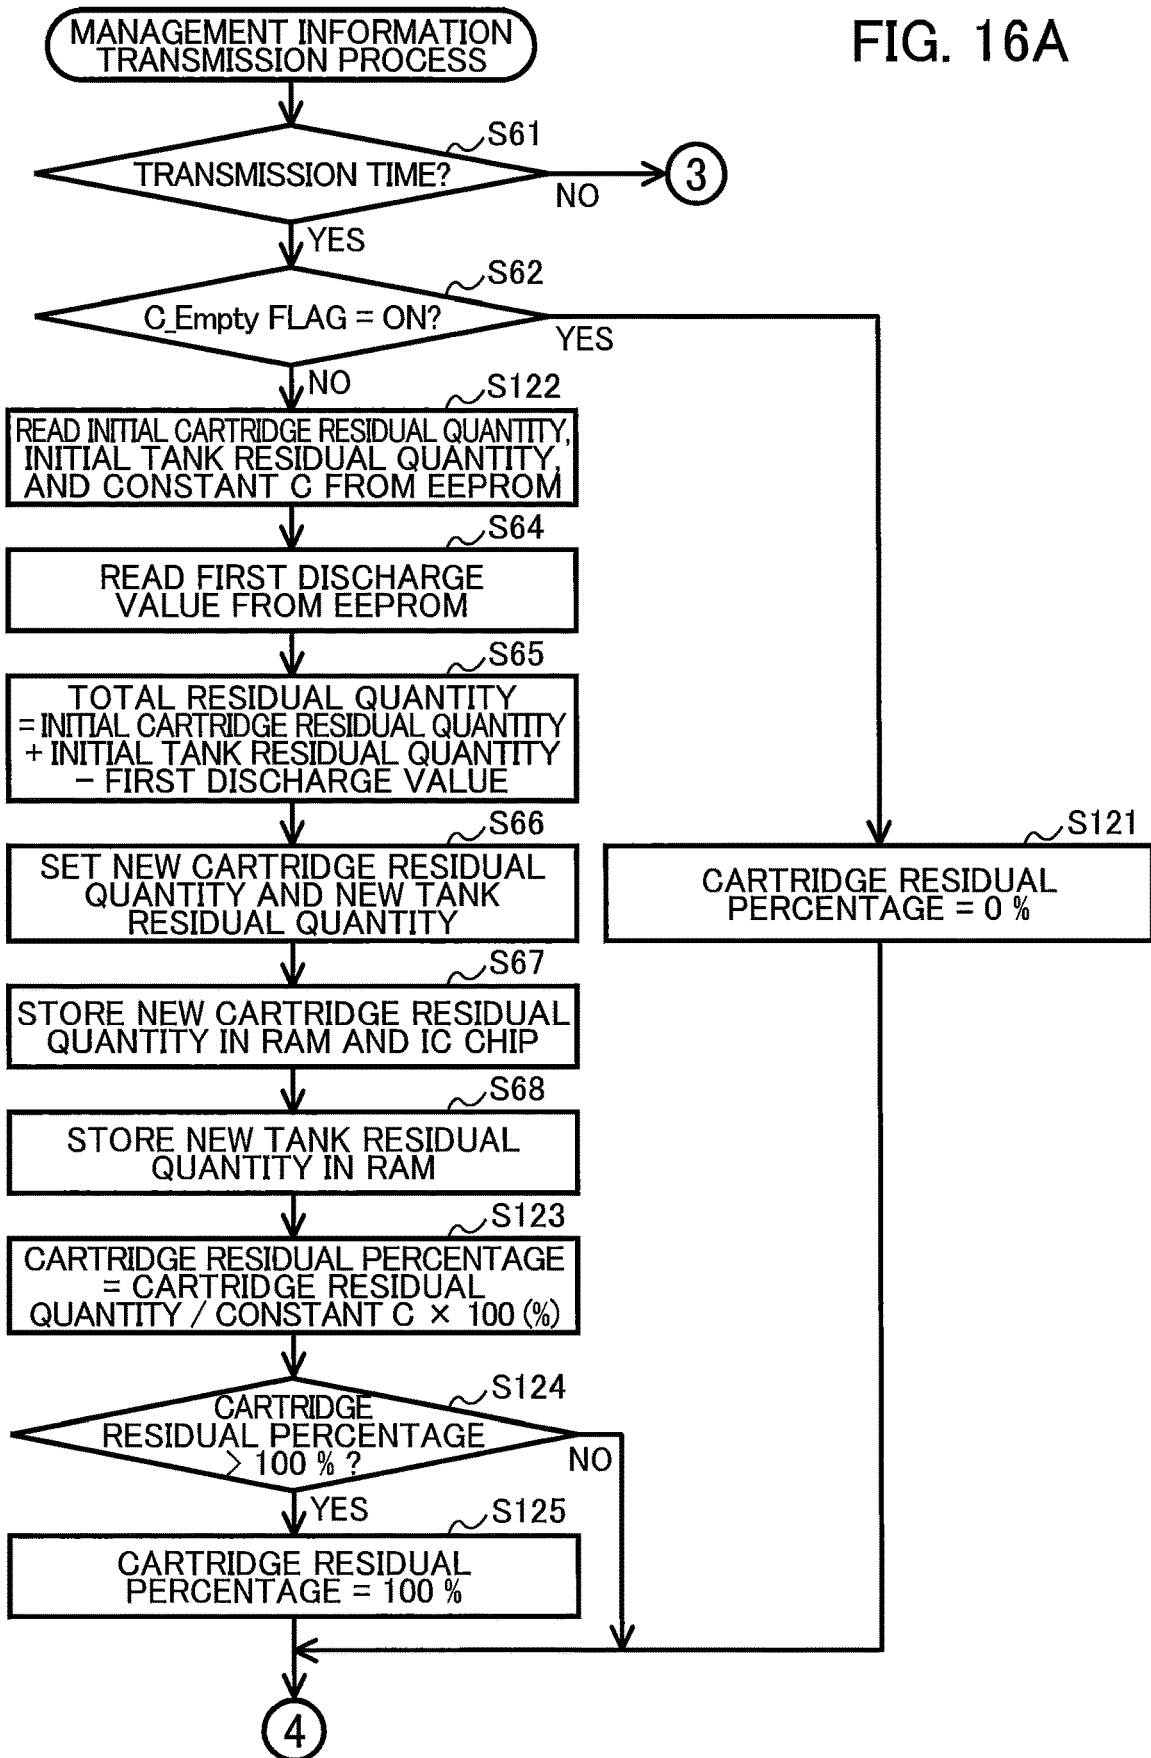 FIG. 16A
MANAGEMENT INFORMATION
TRANSMISSION PROCESS
S61
TRANSMISSION TIME?
NO
3
YES
S62
C_Empty FLAG = ON?
YES
NO
S122
READ INITIAL CARTRIDGE RESIDUAL QUANTITY,
INITIAL TANK RESIDUAL QUANTITY,
AND CONSTANT C FROM EEPROM
S64
READ FIRST DISCHARGE
VALUE FROM EEPROM
S65
TOTAL RESIDUAL QUANTITY
= INITIAL CARTRIDGE RESIDUAL QUANTITY
+ INITIAL TANK RESIDUAL QUANTITY
− FIRST DISCHARGE VALUE
S66
SET NEW CARTRIDGE RESIDUAL
QUANTITY AND NEW TANK
RESIDUAL QUANTITY
S121
CARTRIDGE RESIDUAL
PERCENTAGE = 0 %
S67
STORE NEW CARTRIDGE RESIDUAL
QUANTITY IN RAM AND IC CHIP
S68
STORE NEW TANK RESIDUAL
QUANTITY IN RAM
S123
CARTRIDGE RESIDUAL PERCENTAGE
= CARTRIDGE RESIDUAL
QUANTITY / CONSTANT C × 100 (%)
S124
CARTRIDGE
RESIDUAL PERCENTAGE
> 100 % ?
NO
YES
S125
CARTRIDGE RESIDUAL
PERCENTAGE = 100 %
4